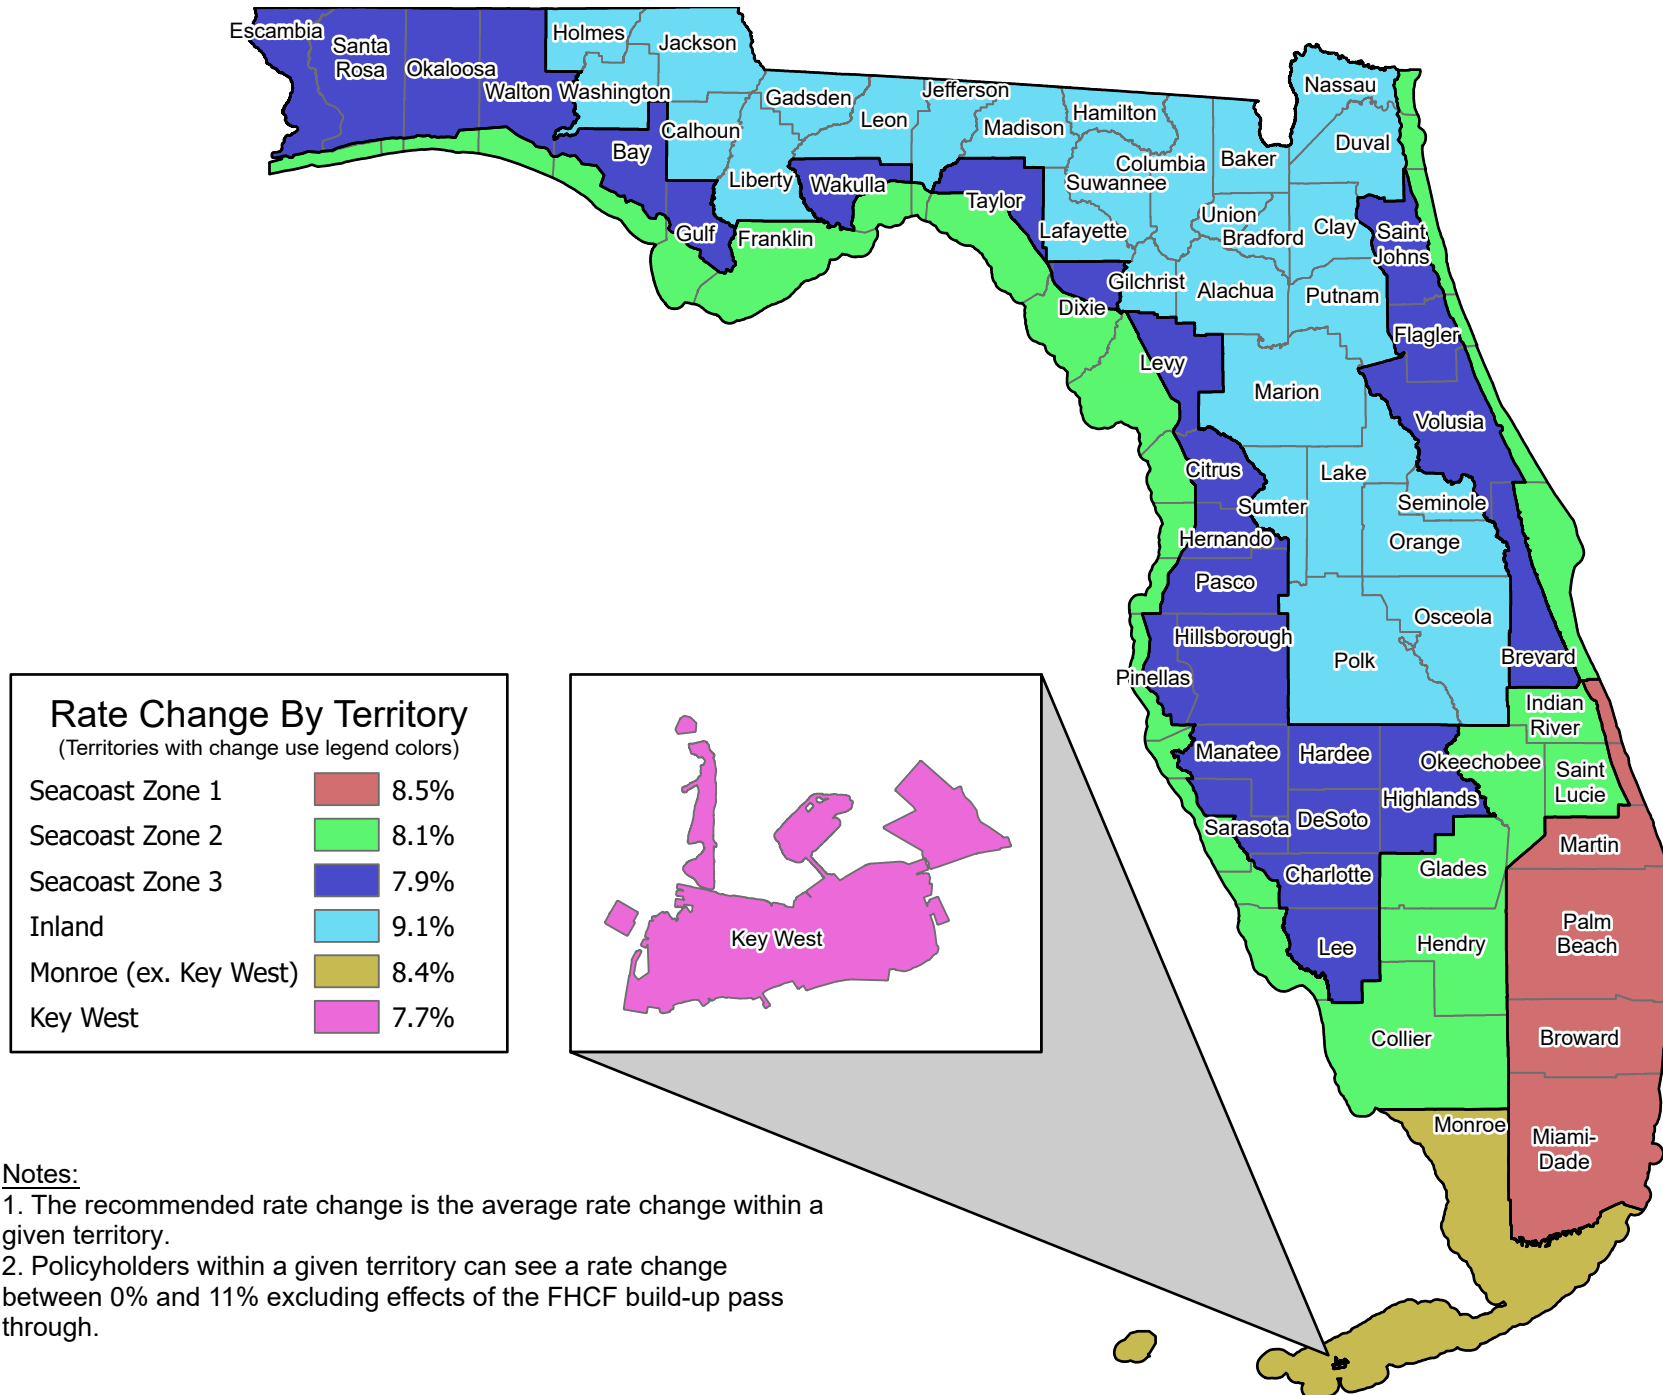 Escambia
Santa
Rosa
Okaloosa
Walton
Holmes
Washington
Jackson
Bay
Calhoun
Gulf
Liberty
Gadsden
Franklin
Leon
Wakulla
Jefferson
Madison
Taylor
Hamilton
Suwannee
Lafayette
Columbia
Dixie
Gilchrist
Baker
Union
Bradford
Nassau
Duval
Clay
Saint
Johns
Alachua
Putnam
Flagler
Levy
Marion
Volusia
Citrus
Sumter
Lake
Seminole
Hernando
Orange
Pasco
Osceola
Hillsborough
Polk
Brevard
Pinellas
Indian
River
Manatee
Hardee
Okeechobee
Saint
Lucie
Highlands
Sarasota
DeSoto
Martin
Charlotte
Glades
Lee
Hendry
Palm
Beach
Collier
Broward
Monroe
Miami-
Dade
Key West
Rate Change By Territory
(Territories with change use legend colors)
Seacoast Zone 1 8.5%
Seacoast Zone 2 8.1%
Seacoast Zone 3 7.9%
Inland 9.1%
Monroe (ex. Key West) 8.4%
Key West 7.7%
Notes:
1. The recommended rate change is the average rate change within a
given territory.
2. Policyholders within a given territory can see a rate change
between 0% and 11% excluding effects of the FHCF build-up pass
through.